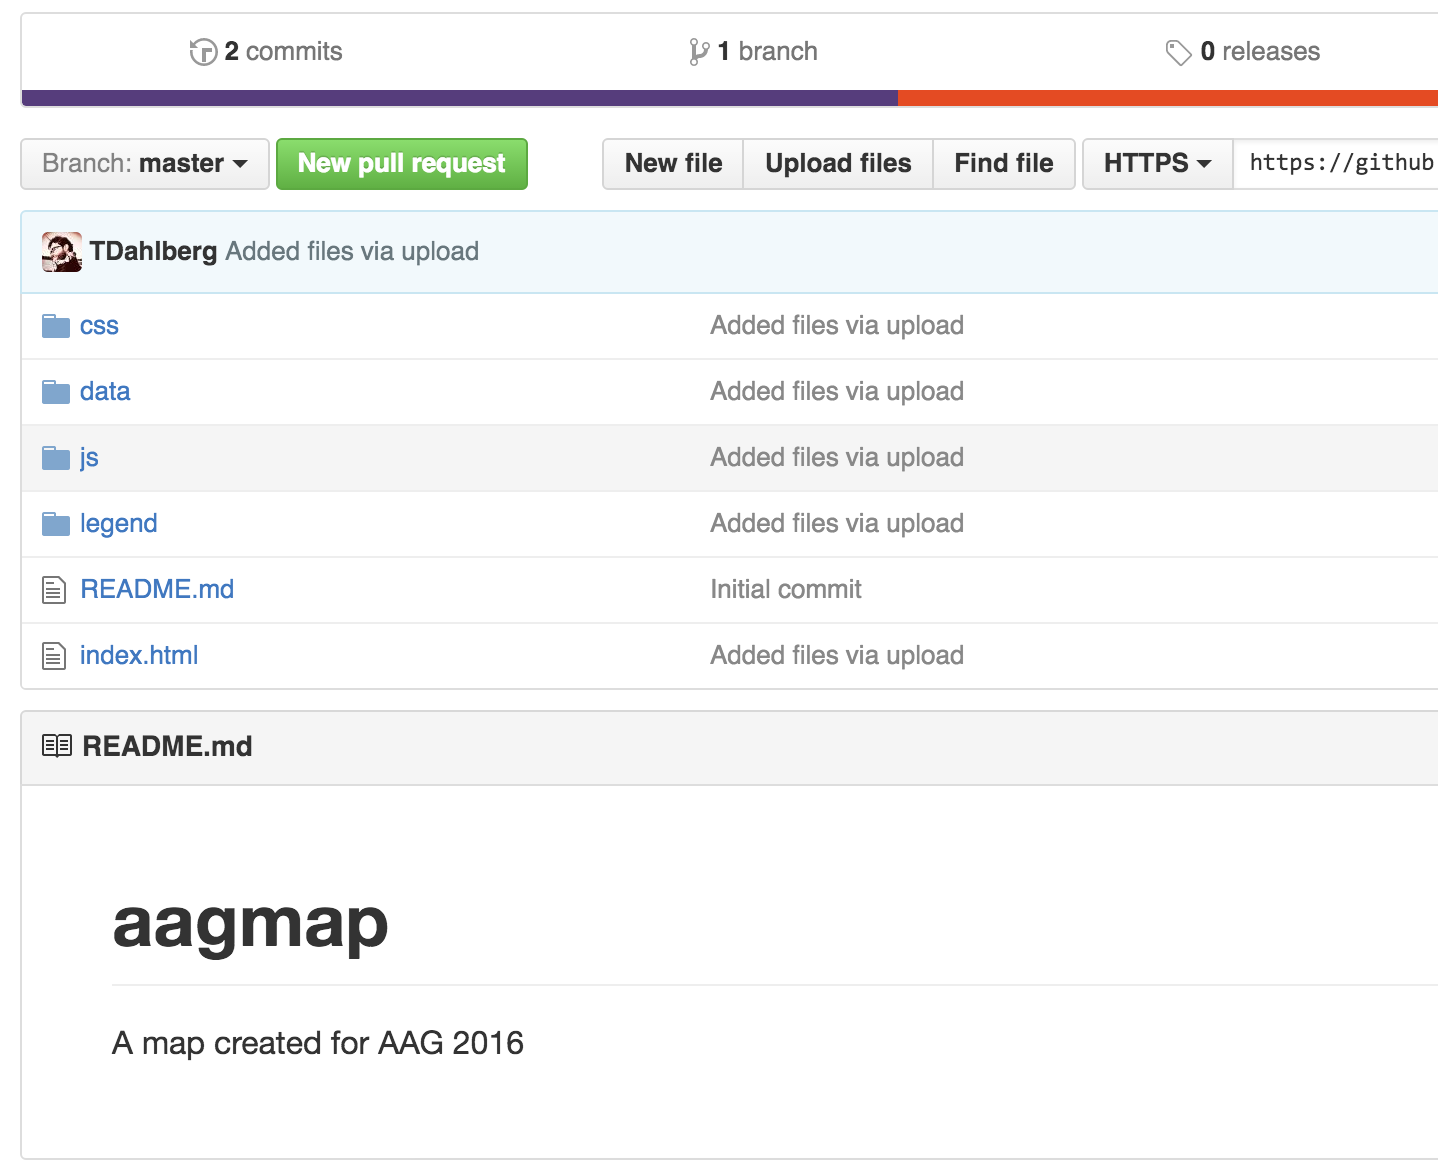 2 commits 1 branch 0 releases
Branch: master New pull request New file Upload files Find file HTTPS https://github
TDahlberg Added files via upload
css Added files via upload
data Added files via upload
js Added files via upload
legend Added files via upload
README.md Initial commit
index.html Added files via upload
README.md
aagmap
A map created for AAG 2016